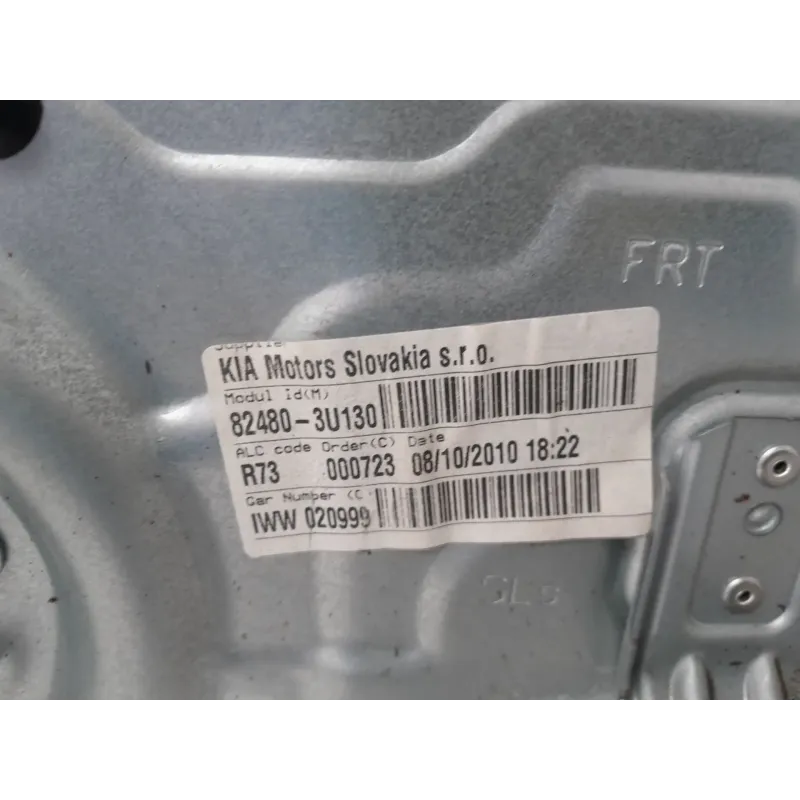 FRT
Supplier
KIA Motors Slovakia s.r.o.
Modul Id(M)
82480-3U130
ALC code Order(C) Date
R73 000723 08/10/2010 18:22
Car Number (C
IWW 020999